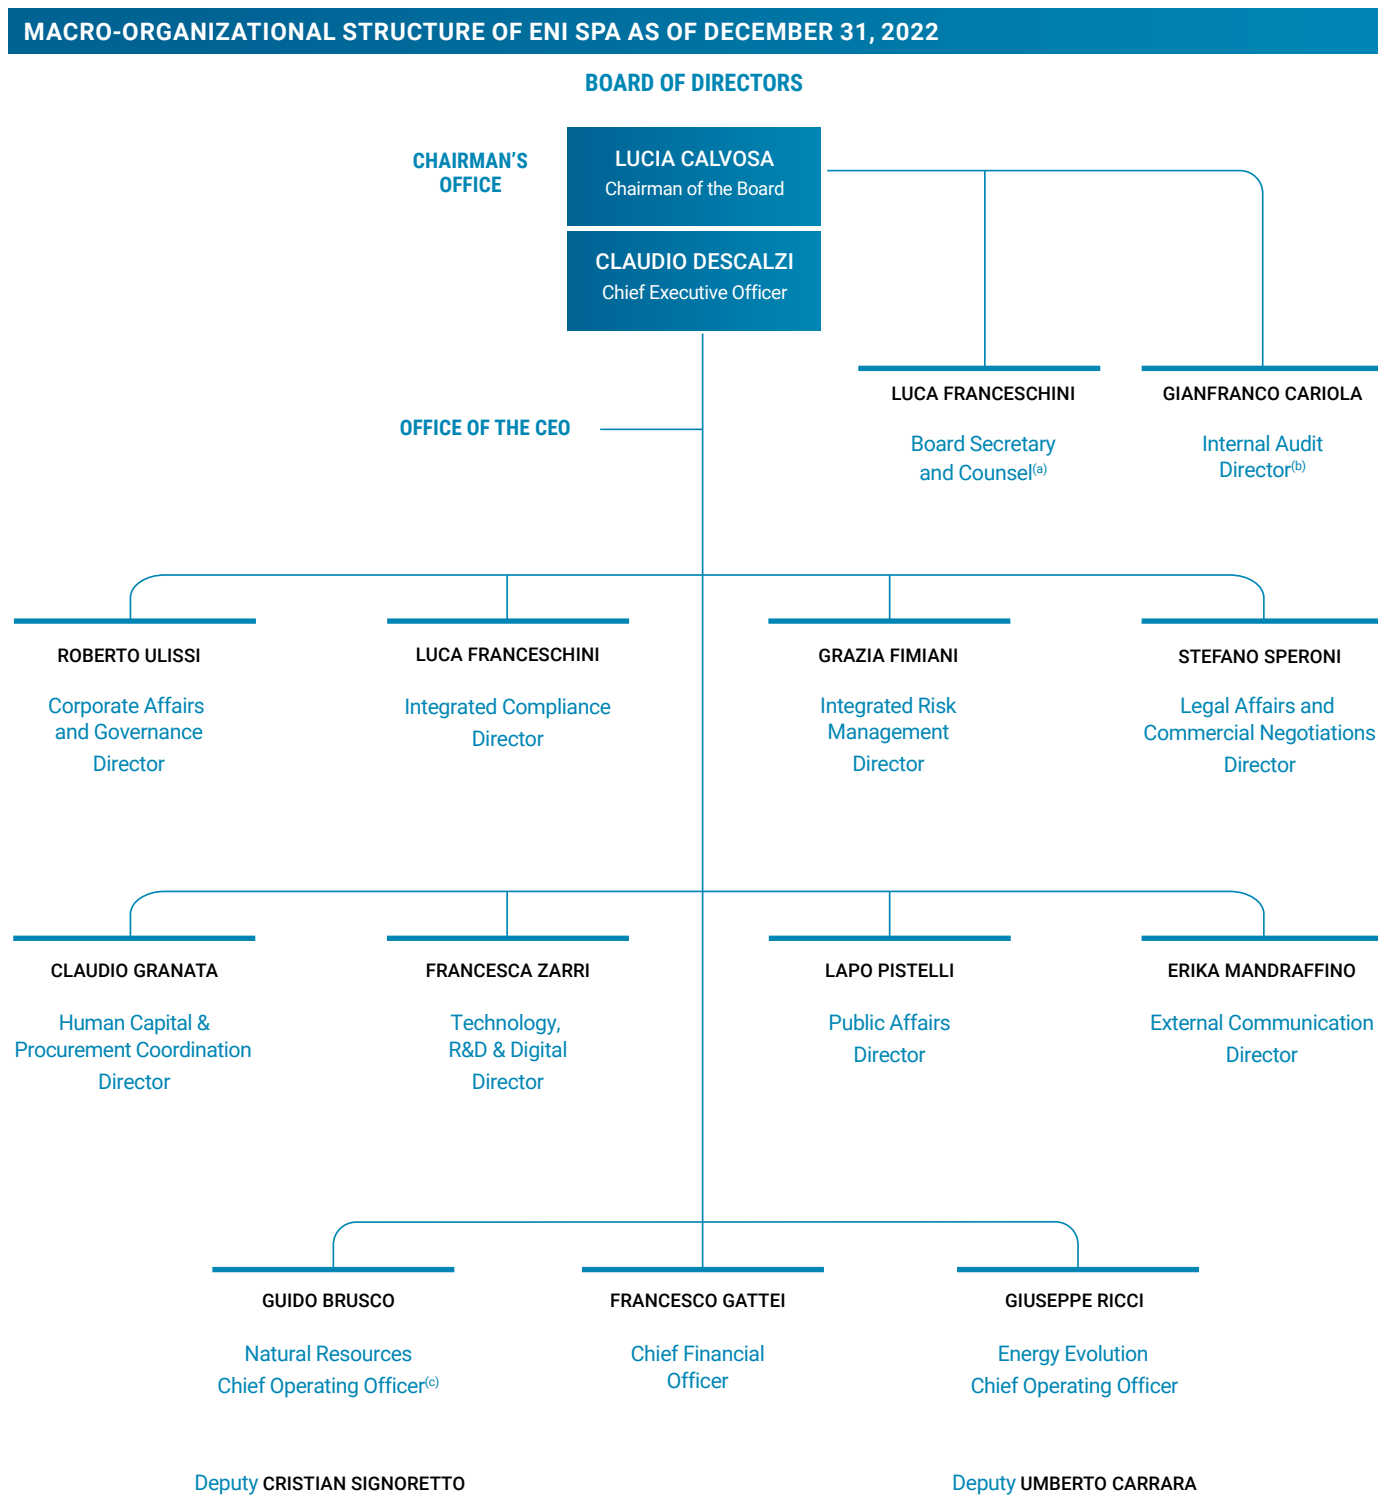 MACRO-ORGANIZATIONAL STRUCTURE OF ENI SPA AS OF DECEMBER 31, 2022
BOARD OF DIRECTORS
CHAIRMAN'S
OFFICE
LUCIA CALVOSA
Chairman of the Board
CLAUDIO DESCALZI
Chief Executive Officer
LUCA FRANCESCHINI
Board Secretary
and Counsel(a)
GIANFRANCO CARIOLA
Internal Audit
Director(b)
OFFICE OF THE CEO
ROBERTO ULISSI
Corporate Affairs
and Governance
Director
LUCA FRANCESCHINI
Integrated Compliance
Director
GRAZIA FIMIANI
Integrated Risk
Management
Director
STEFANO SPERONI
Legal Affairs and
Commercial Negotiations
Director
CLAUDIO GRANATA
Human Capital &
Procurement Coordination
Director
FRANCESCA ZARRI
Technology,
R&D & Digital
Director
LAPO PISTELLI
Public Affairs
Director
ERIKA MANDRAFFINO
External Communication
Director
GUIDO BRUSCO
Natural Resources
Chief Operating Officer(c)
FRANCESCO GATTEI
Chief Financial
Officer
GIUSEPPE RICCI
Energy Evolution
Chief Operating Officer
Deputy CRISTIAN SIGNORETTO
Deputy UMBERTO CARRARA